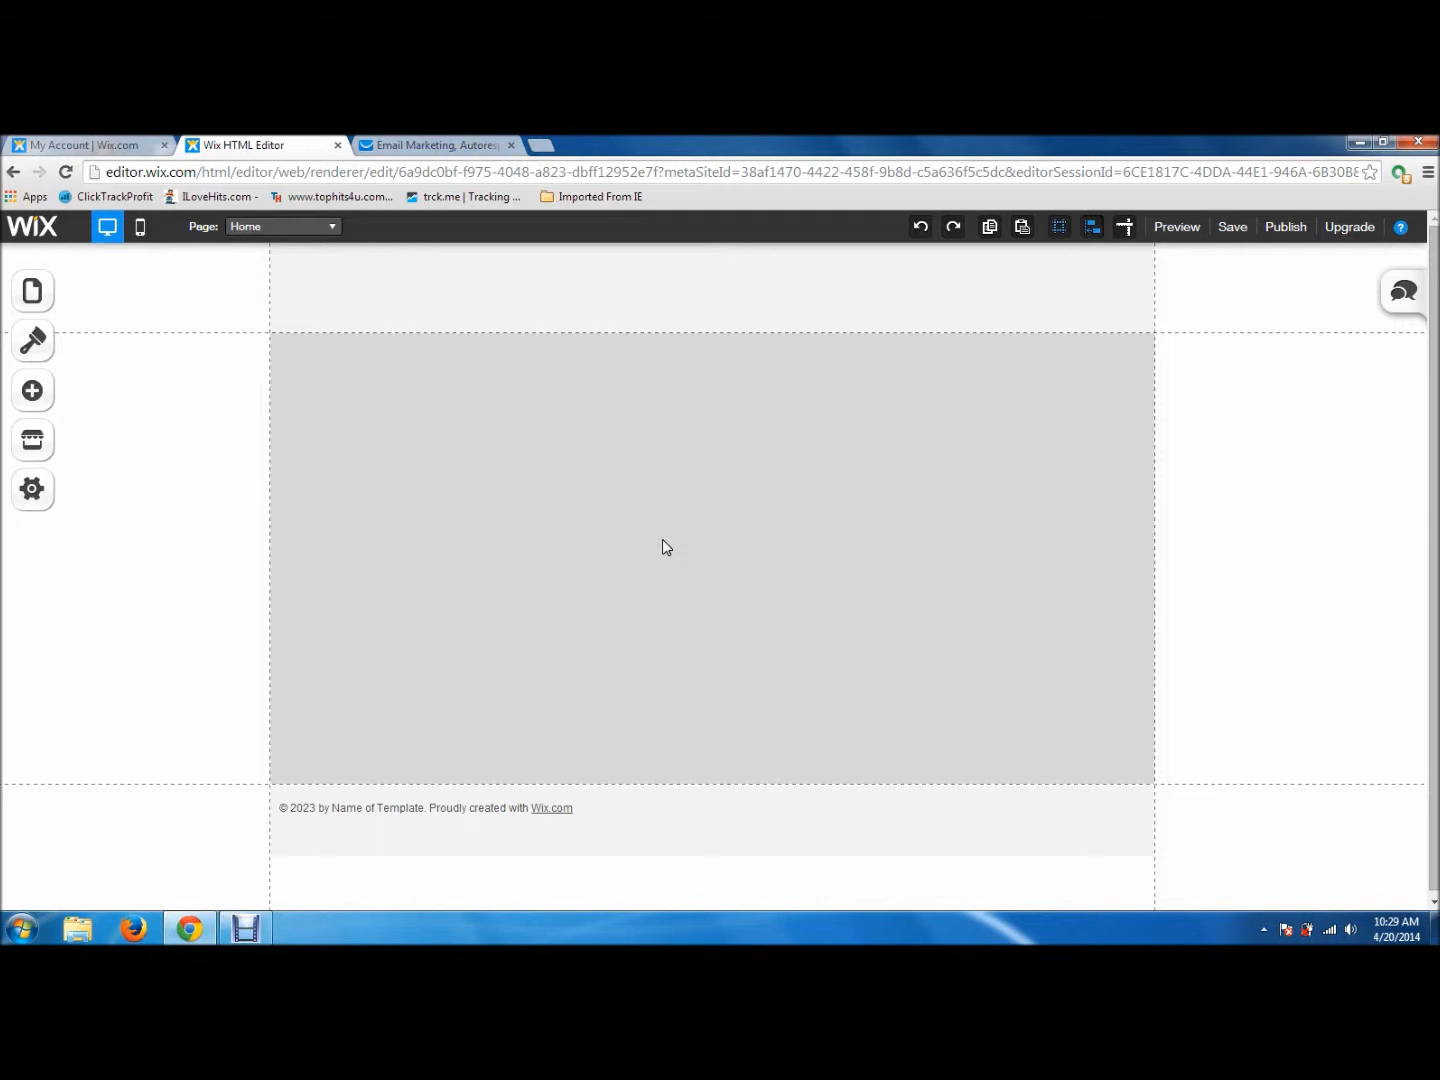 My Account | Wix.com
Wix HTML Editor
Email Marketing, Autores
editor.wix.com/html/editor/web/renderer/edit/6a9dc0bf-f975-4048-a823-dbff12952e7f?metaSiteId=38af1470-4422-458f-9b8d-c5a636f5c5dc&editorSessionId=6CE1817C-4DDA-44E1-946A-6B30B8
Apps
ClickTrackProfit
ILoveHits.com -
TH
www.tophits4u.com...
trck.me | Tracking ...
Imported From IE
WiX
Page:
Home
Preview
Save
Publish
Upgrade
?
© 2023 by Name of Template. Proudly created with Wix.com
10:29 AM
4/20/2014